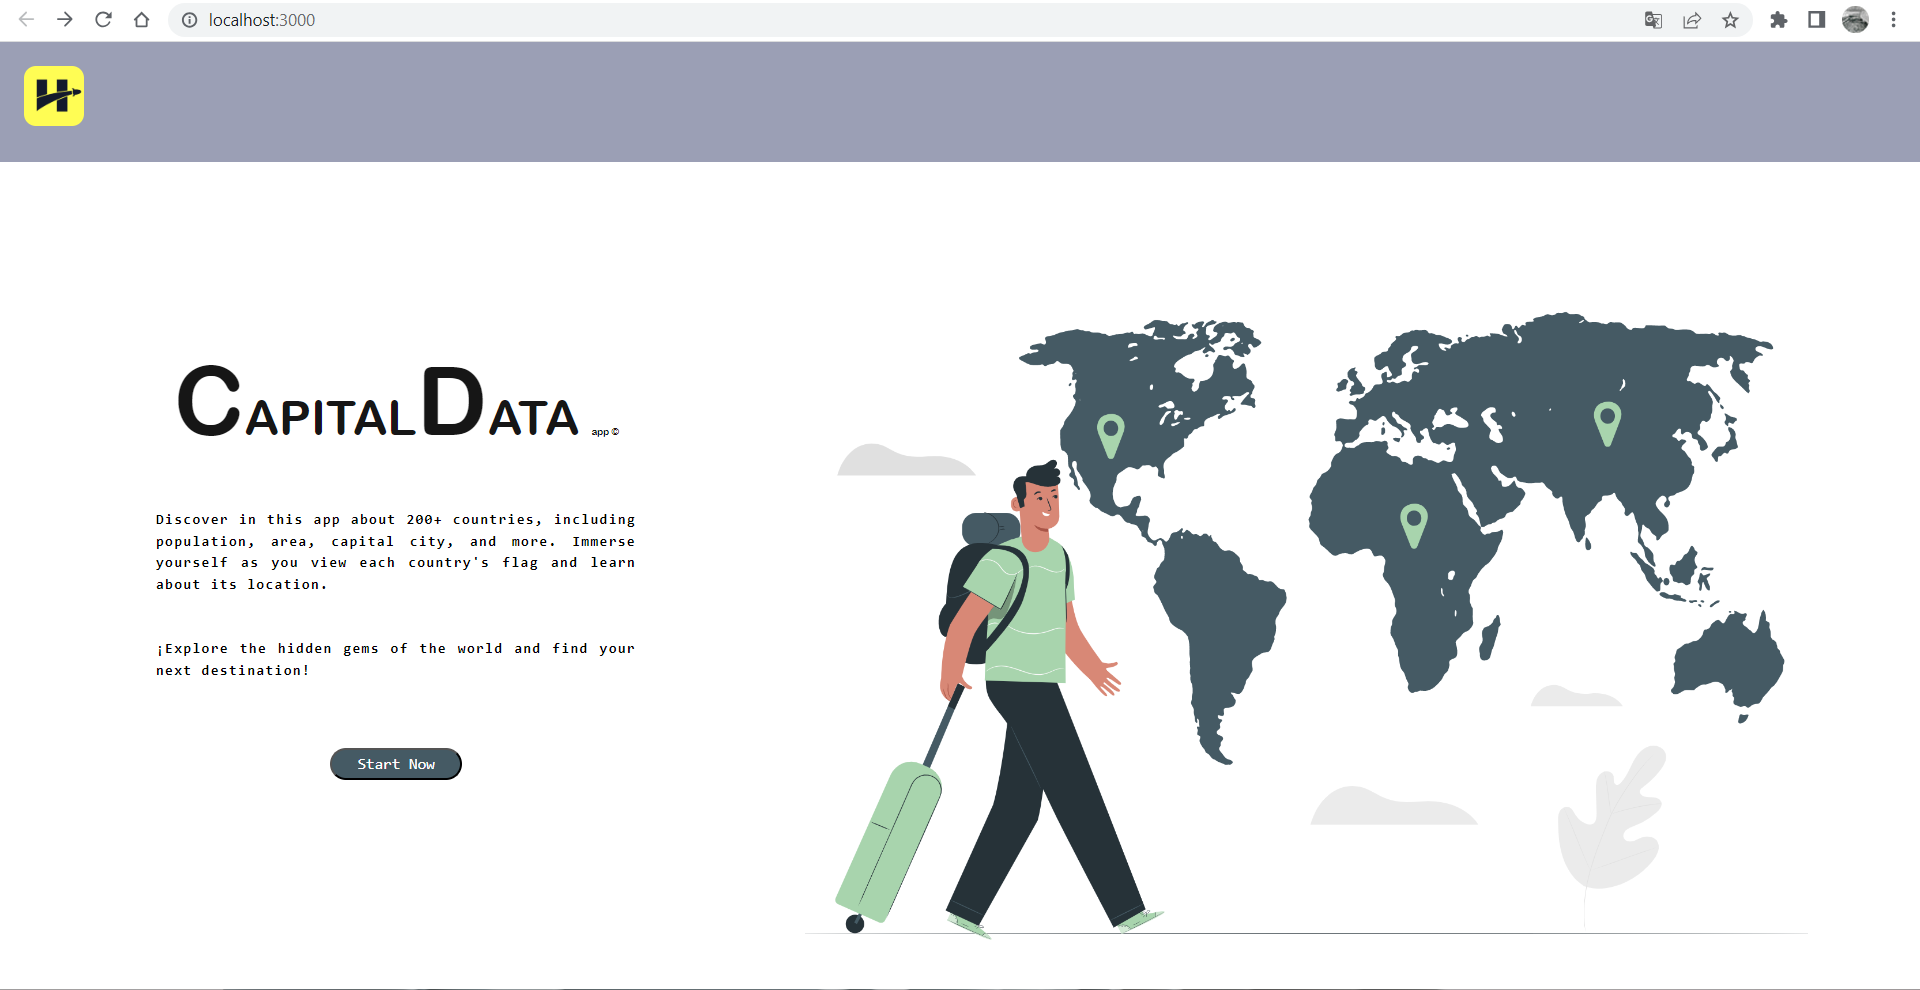 localhost:3000
H
CAPITALDATA app ©
Discover in this app about 200+ countries, including
population, area, capital city, and more. Immerse
yourself as you view each country's flag and learn
about its location.
¡Explore the hidden gems of the world and find your
next destination!
Start Now